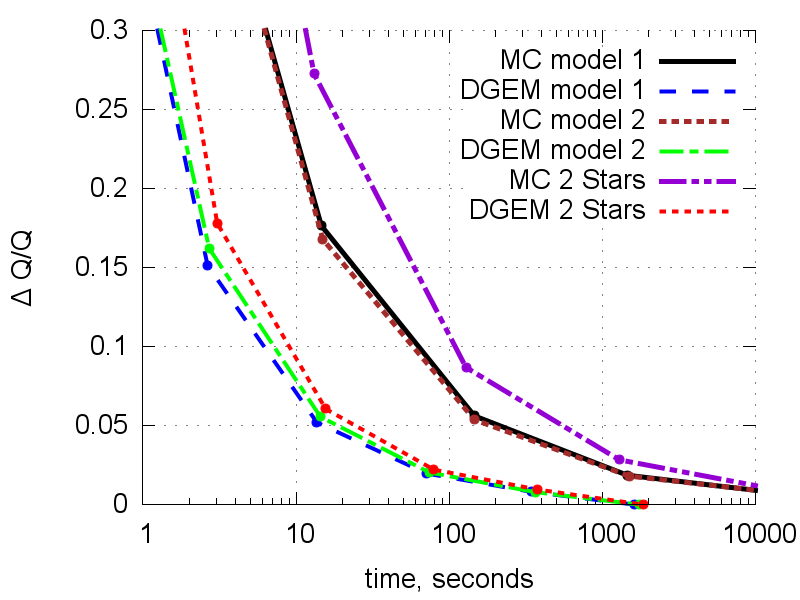 0.3
0.25
0.2
0.15
0.1
0.05
0
Δ Q/Q
MC model 1
DGEM model 1
MC model 2
DGEM model 2
MC 2 Stars
DGEM 2 Stars
1 10 100 1000 10000
time, seconds